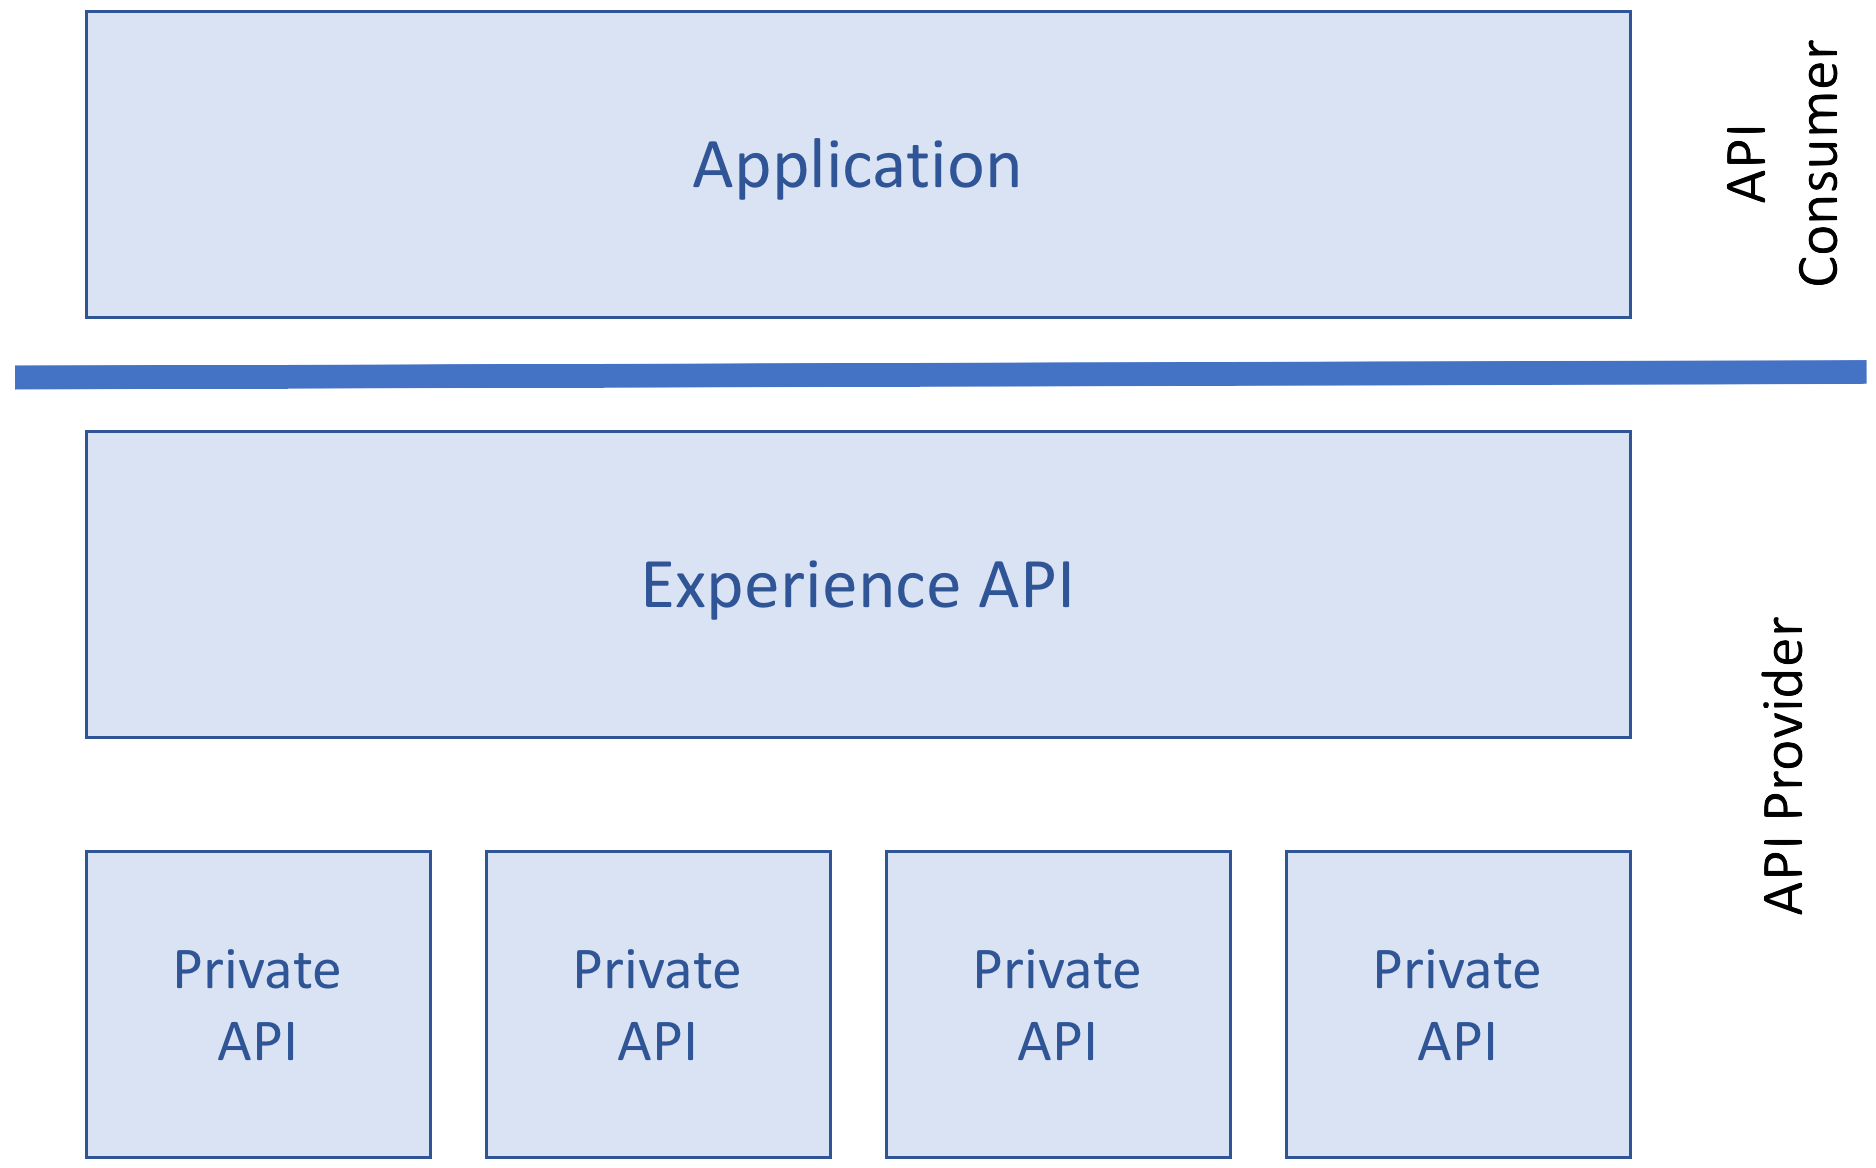 Application
API
Consumer
Experience API
API Provider
Private
API
Private
API
Private
API
Private
API